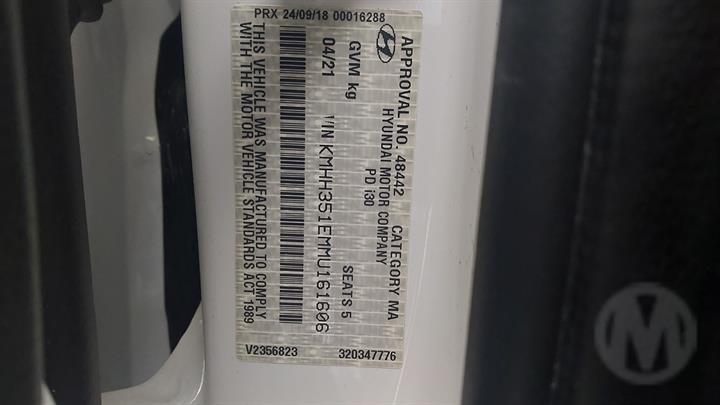 APPROVAL NO. 48442 CATEGORY MA
HYUNDAI MOTOR COMPANY
PD i30
GVM kg SEATS 5
04/21 VIN KMHH351EMMU161606
THIS VEHICLE WAS MANUFACTURED TO COMPLY
WITH THE MOTOR VEHICLE STANDARDS ACT 1989
PRX 24/09/18 00016288
V2356823 320347776
M